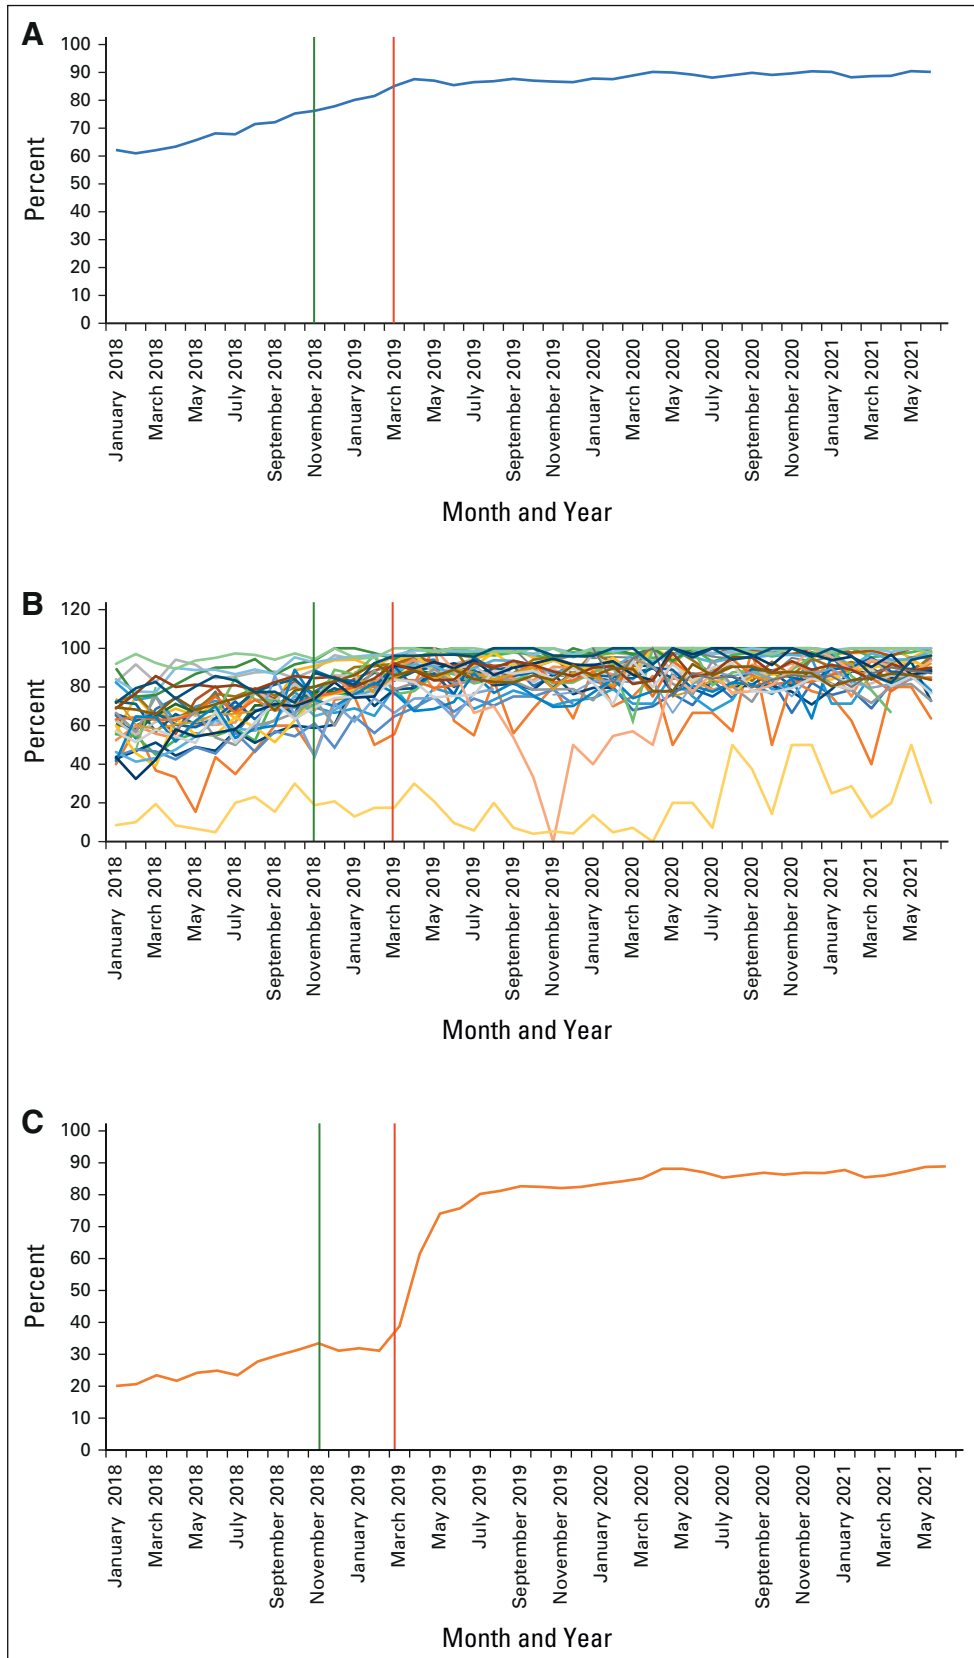 A
100
90
80
70
60
50
40
30
20
10
0
Percent
January 2018
March 2018
May 2018
July 2018
September 2018
November 2018
January 2019
March 2019
May 2019
July 2019
September 2019
November 2019
January 2020
March 2020
May 2020
July 2020
September 2020
November 2020
January 2021
March 2021
May 2021
Month and Year
B
120
100
80
60
40
20
0
Percent
January 2018
March 2018
May 2018
July 2018
September 2018
November 2018
January 2019
March 2019
May 2019
July 2019
September 2019
November 2019
January 2020
March 2020
May 2020
July 2020
September 2020
November 2020
January 2021
March 2021
May 2021
Month and Year
C
100
90
80
70
60
50
40
30
20
10
0
Percent
January 2018
March 2018
May 2018
July 2018
September 2018
November 2018
January 2019
March 2019
May 2019
July 2019
September 2019
November 2019
January 2020
March 2020
May 2020
July 2020
September 2020
November 2020
January 2021
March 2021
May 2021
Month and Year